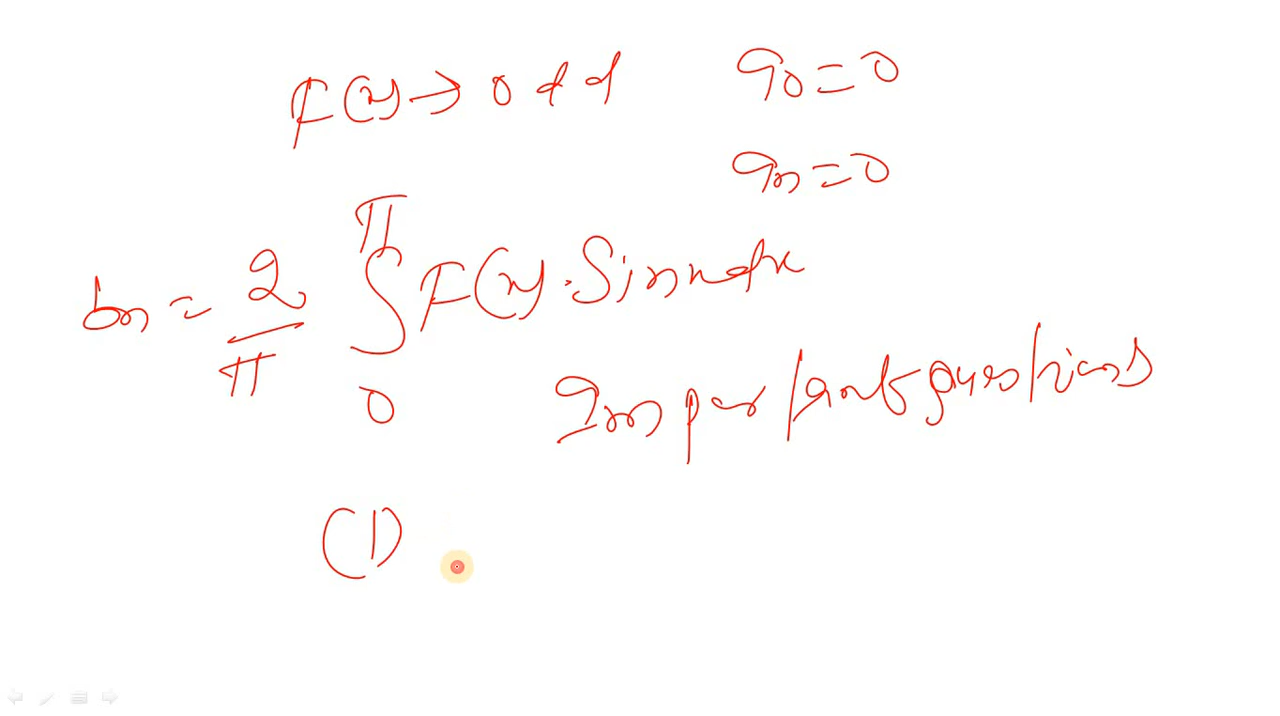 F(x) → odd a₀ = 0
aₙ = 0
bₙ = 2/π ∫₀^π F(x). Sin nx dx
Important questions
(1)